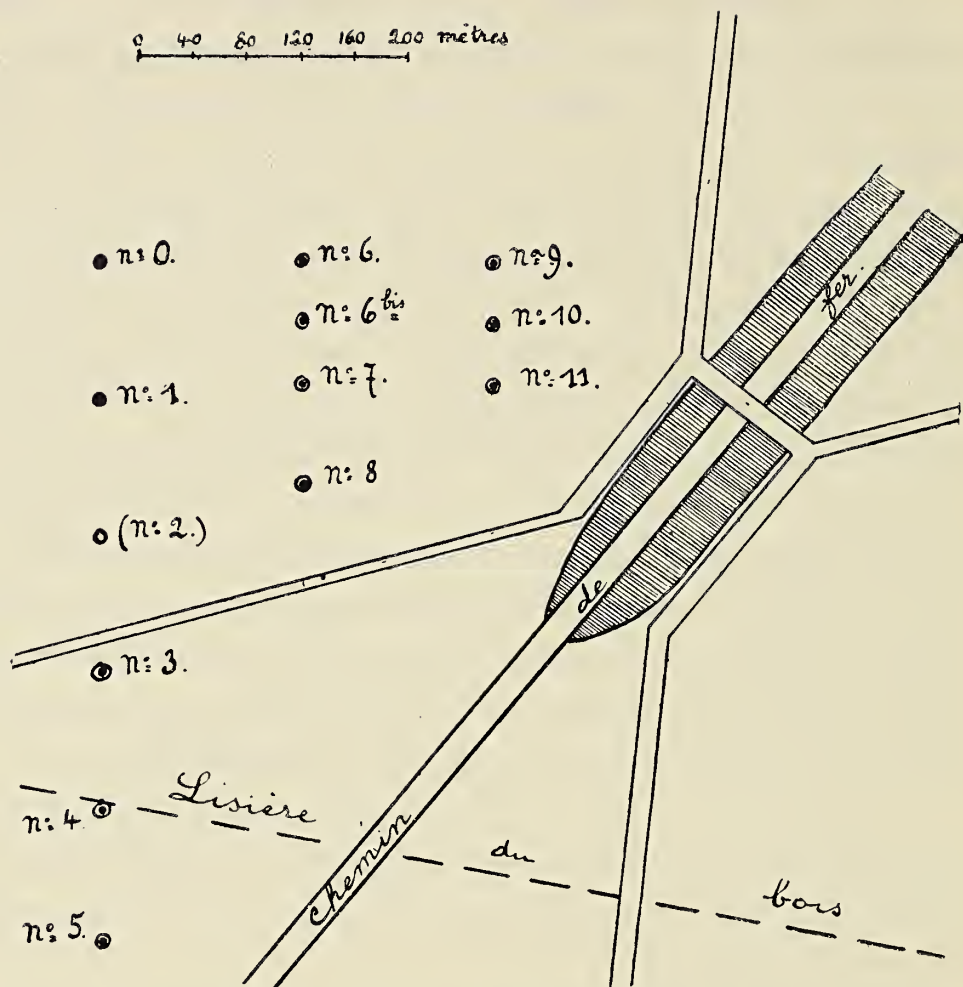 0 40 80 120 160 200 mètres
n° 0.
n° 6.
n° 9.
n° 6 bis
n° 10.
n° 1.
n° 7.
n° 11.
n° 8
(n° 2.)
n° 3.
n° 4.
n° 5.
chemin de fer.
Lisière du bois